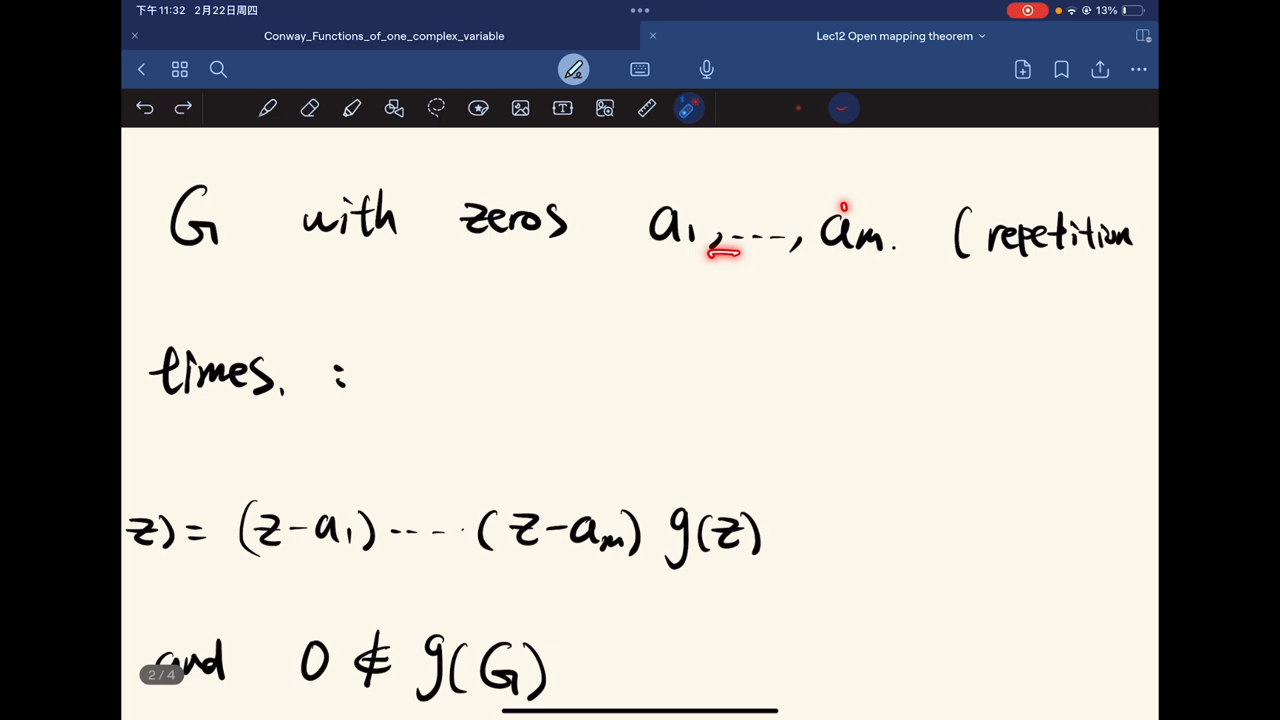 下午11:32 2月22日周四
13%
Conway_Functions_of_one_complex_variable
Lec12 Open mapping theorem
G with zeros a₁, ---, aₘ. (repetition
times. :
z) = (z-a₁) ---- (z-aₘ) g(z)
and 0 ∉ g(G)
2/4